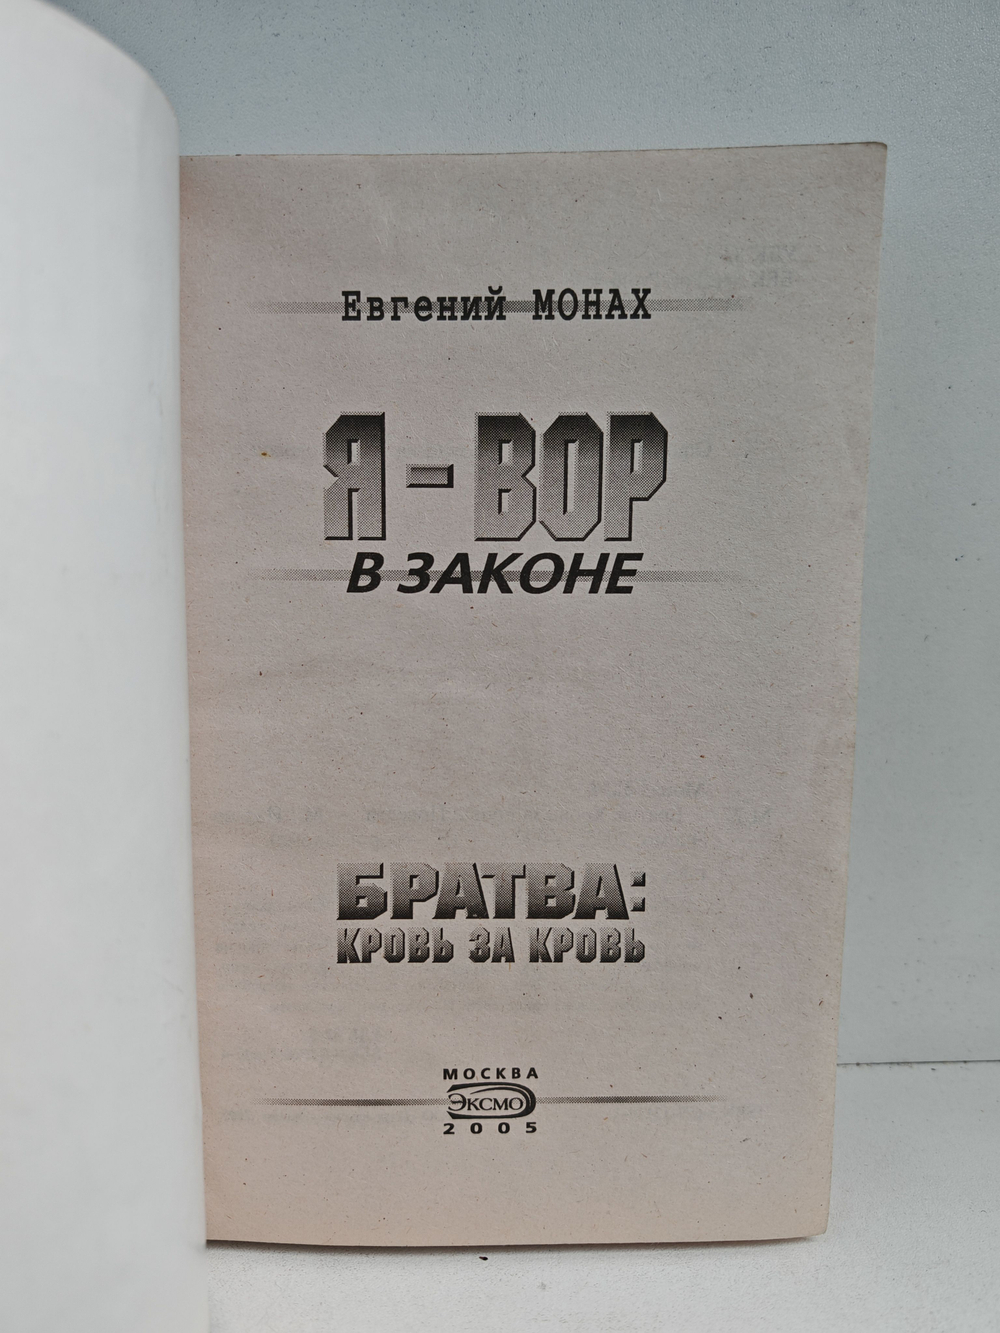 Евгений МОНАХ
Я - ВОР
В ЗАКОНЕ
БРАТВА:
КРОВЬ ЗА КРОВЬ
МОСКВА
ЭКСМО
2005